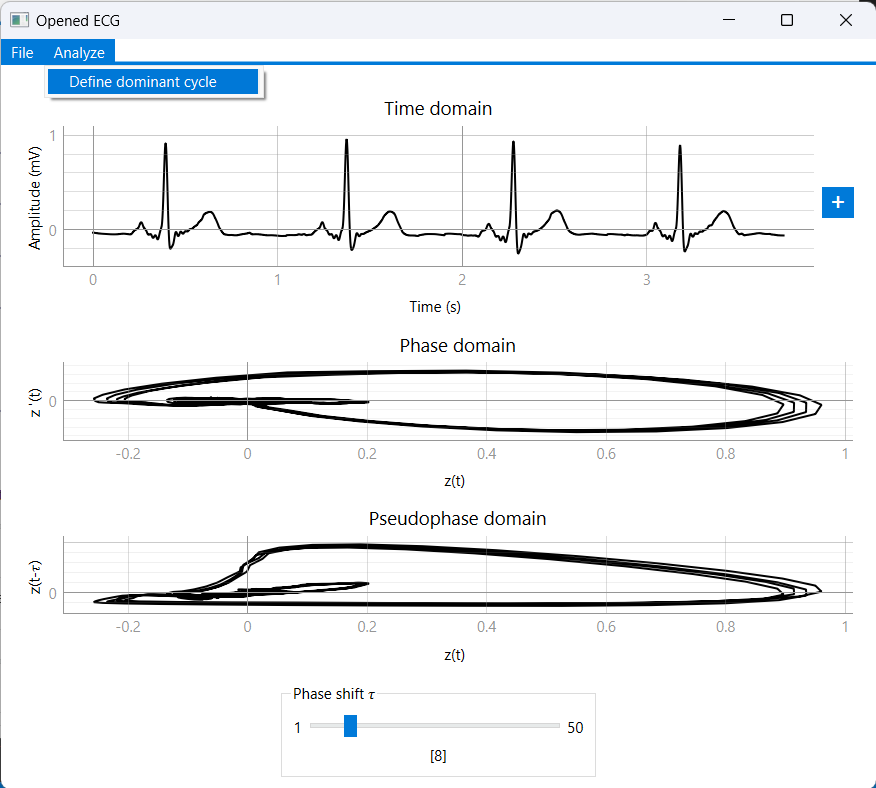 Opened ECG
File Analyze
Define dominant cycle
Time domain
Amplitude (mV)
1
0
0 1 2 3
Time (s)
+
Phase domain
z'(t)
0
-0.2 0 0.2 0.4 0.6 0.8 1
z(t)
Pseudophase domain
z(t-τ)
0
-0.2 0 0.2 0.4 0.6 0.8 1
z(t)
Phase shift τ
1 50
[8]